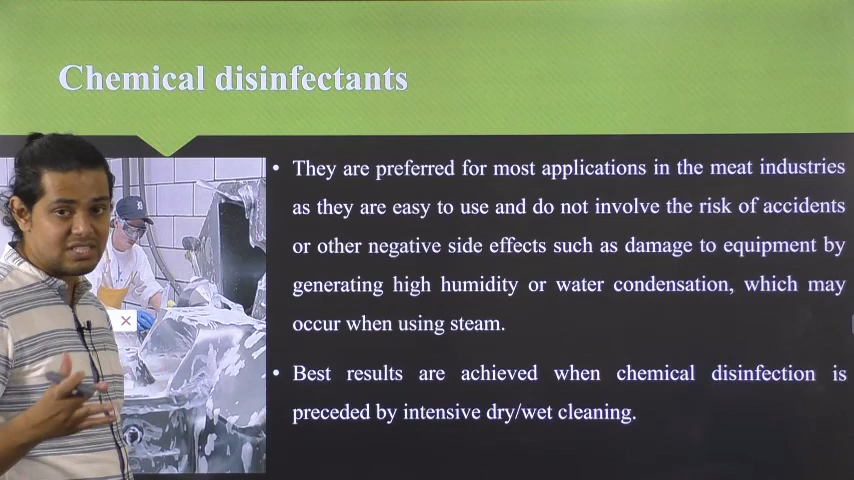 Chemical disinfectants
• They are preferred for most applications in the meat industries
as they are easy to use and do not involve the risk of accidents
or other negative side effects such as damage to equipment by
generating high humidity or water condensation, which may
occur when using steam.
• Best results are achieved when chemical disinfection is
preceded by intensive dry/wet cleaning.